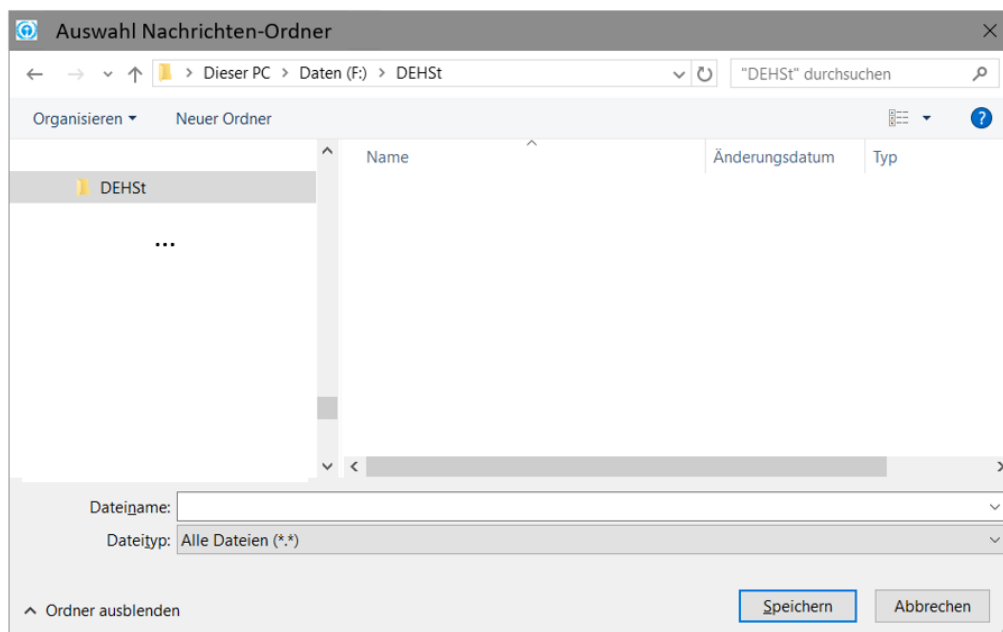 Auswahl Nachrichten-Ordner
Dieser PC > Daten (F:) > DEHSt
"DEHSt" durchsuchen
Organisieren
Neuer Ordner
?
Name
Änderungsdatum
Typ
DEHSt
...
Dateiname:
Dateityp: Alle Dateien (*.*)
Ordner ausblenden
Speichern
Abbrechen